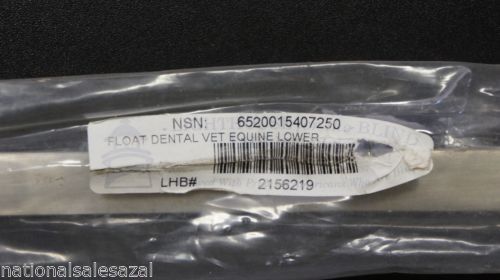 NSN: 6520015407250
FLOAT DENTAL VET EQUINE LOWER
LHB# 2156219
nationalsalesazal